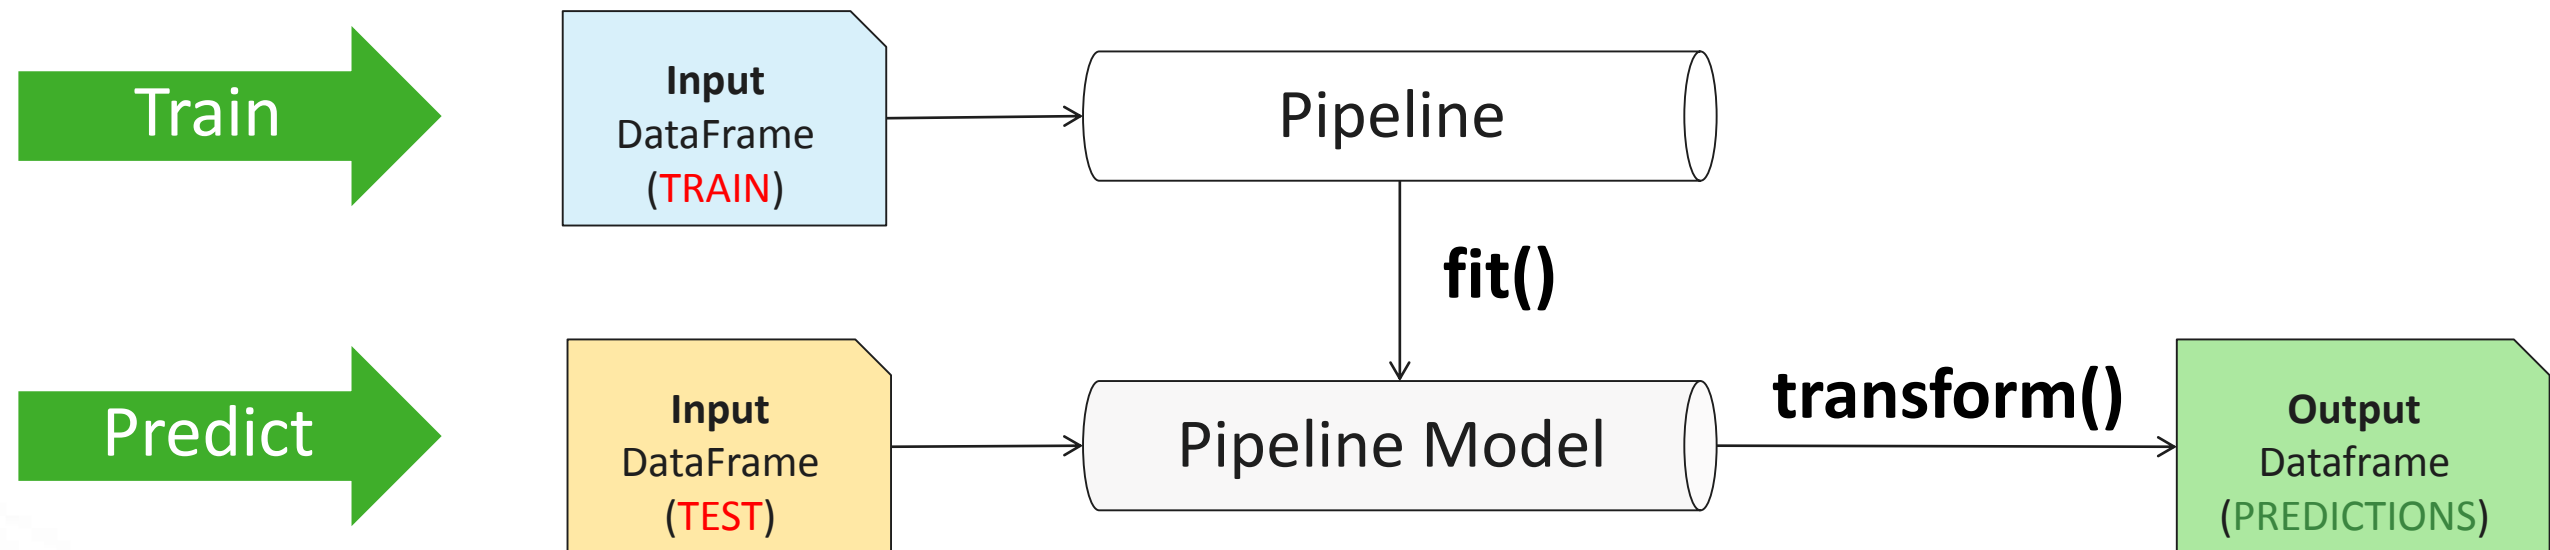 Train
Input
DataFrame
(TRAIN)
Pipeline
fit()
Predict
Input
DataFrame
(TEST)
Pipeline Model
transform()
Output
Dataframe
(PREDICTIONS)